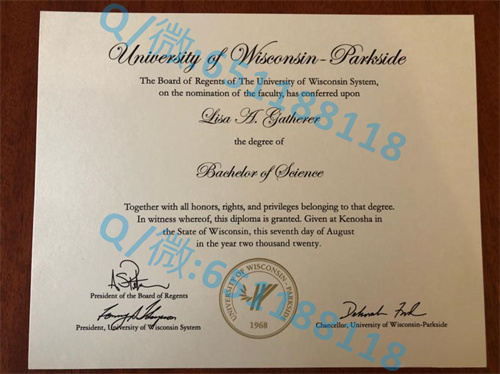 University of Wisconsin-Parkside
The Board of Regents of The University of Wisconsin System,
on the nomination of the faculty, has conferred upon
Lisa A. Gatherer
the degree of
Bachelor of Science
Together with all honors, rights, and privileges belonging to that degree.
In witness whereof, this diploma is granted. Given at Kenosha in
the State of Wisconsin, this seventh day of August
in the year two thousand twenty.
President of the Board of Regents
President, University of Wisconsin System
UNIVERSITY OF WISCONSIN - PARKSIDE
1968
Chancellor, University of Wisconsin-Parkside
Q/微:651188118
Q/微:651188118